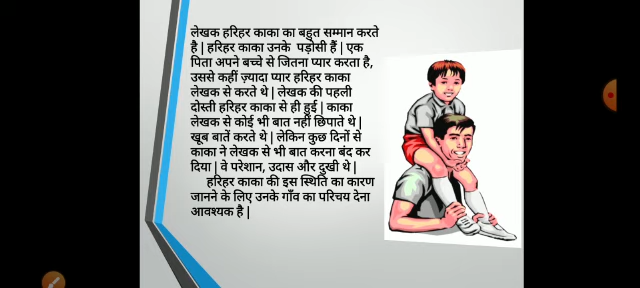 लेखक हरिहर काका का बहुत सम्मान करते
है | हरिहर काका उनके पड़ोसी हैं | एक
पिता अपने बच्चे से जितना प्यार करता है,
उससे कहीं ज़्यादा प्यार हरिहर काका
लेखक से करते थे | लेखक की पहली
दोस्ती हरिहर काका से ही हुई | काका
लेखक से कोई भी बात नहीं छिपाते थे |
खूब बातें करते थे | लेकिन कुछ दिनों से
काका ने लेखक से भी बात करना बंद कर
दिया | वे परेशान, उदास और दुखी थे |
हरिहर काका की इस स्थिति का कारण
जानने के लिए उनके गाँव का परिचय देना
आवश्यक है |